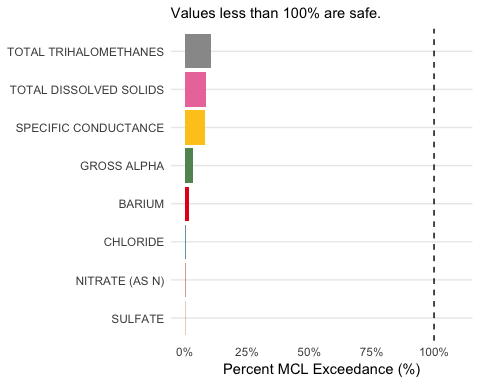 Values less than 100% are safe.
TOTAL TRIHALOMETHANES
TOTAL DISSOLVED SOLIDS
SPECIFIC CONDUCTANCE
GROSS ALPHA
BARIUM
CHLORIDE
NITRATE (AS N)
SULFATE
0% 25% 50% 75% 100%
Percent MCL Exceedance (%)